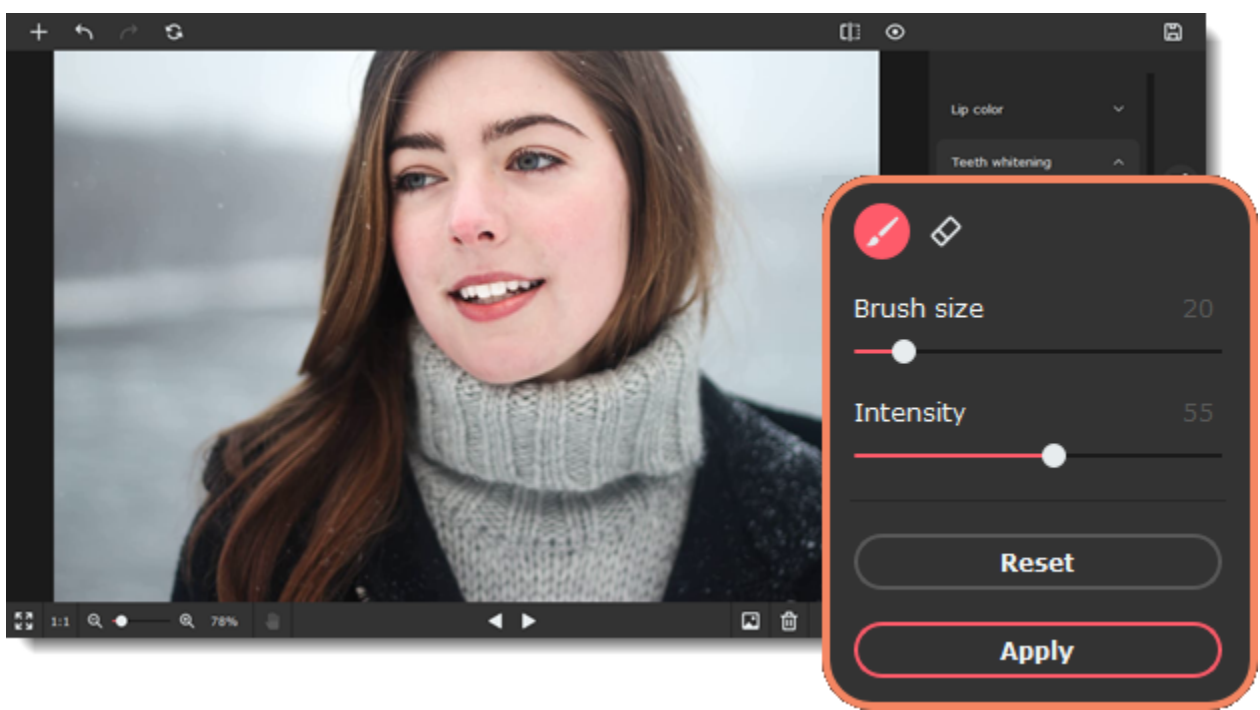 Lip color
Teeth whitening
Brush size 20
Intensity 55
Reset
Apply
1:1 78%